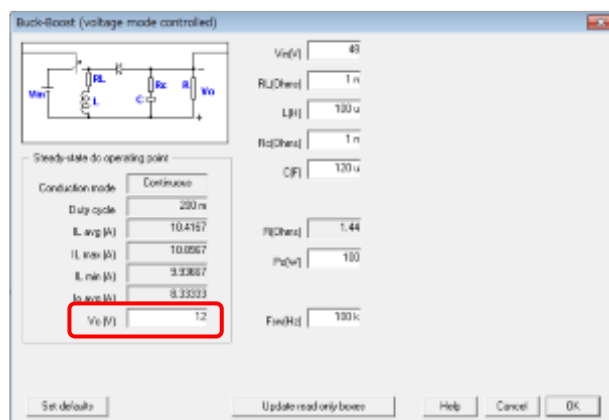 Buck-Boost (voltage mode controlled)
Vin
RL
L
C
Rc
R
Vo
Vin(V) 48
RL(Ohms) 1 m
L(H) 100 u
Rc(Ohms) 1 m
C(F) 120 u
R(Ohms) 1.44
Po(W) 100
Fsw(Hz) 100 k
Steady-state dc operating point
Conduction mode Continuous
Duty cycle 200 m
IL avg (A) 10.4167
IL max (A)
IL min (A) 9.93667
Io avg (A) 8.33333
Vo (V) 12
Set defaults
Update read only boxes
Help
Cancel
OK